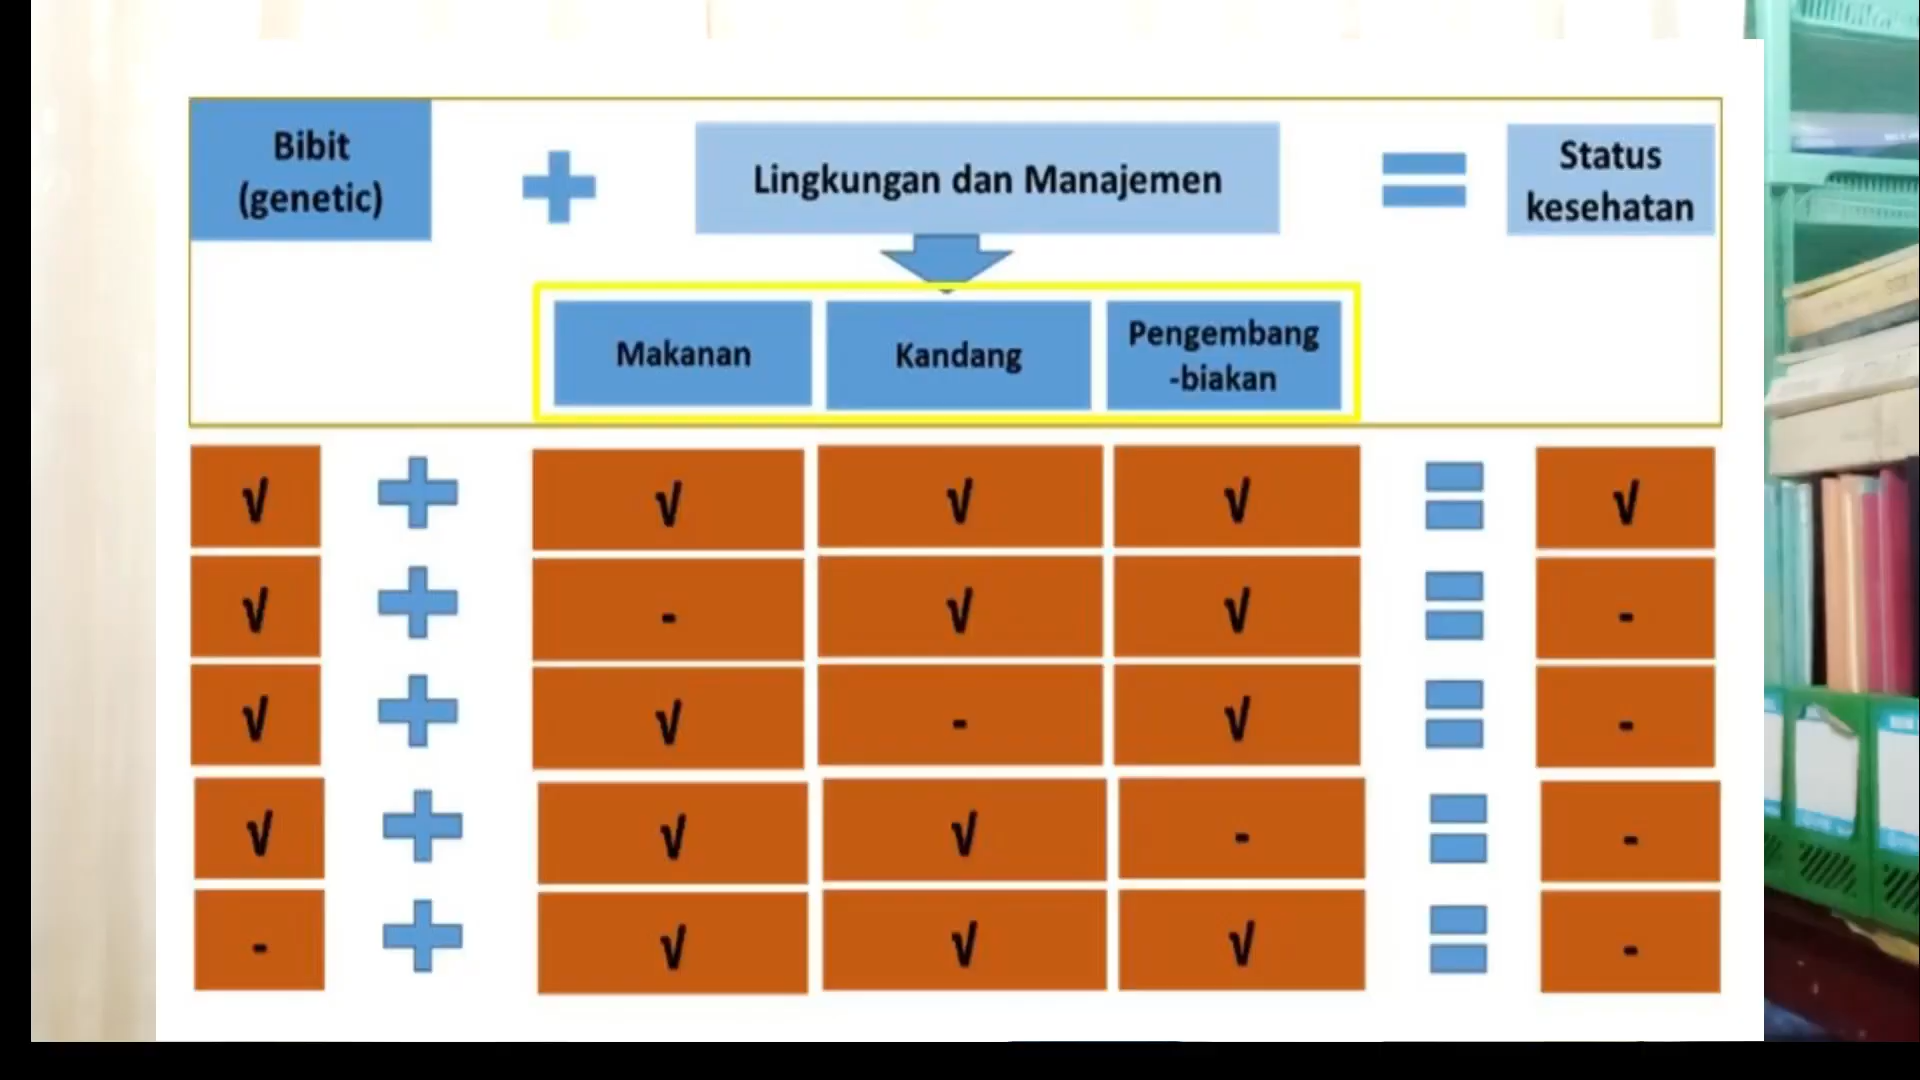 Bibit
(genetic)
Lingkungan dan Manajemen
Status
kesehatan
Makanan
Kandang
Pengembang
-biakan
√ √ √ √ √
√ - √ √ -
√ √ - √ -
√ √ √ - -
- √ √ √ -